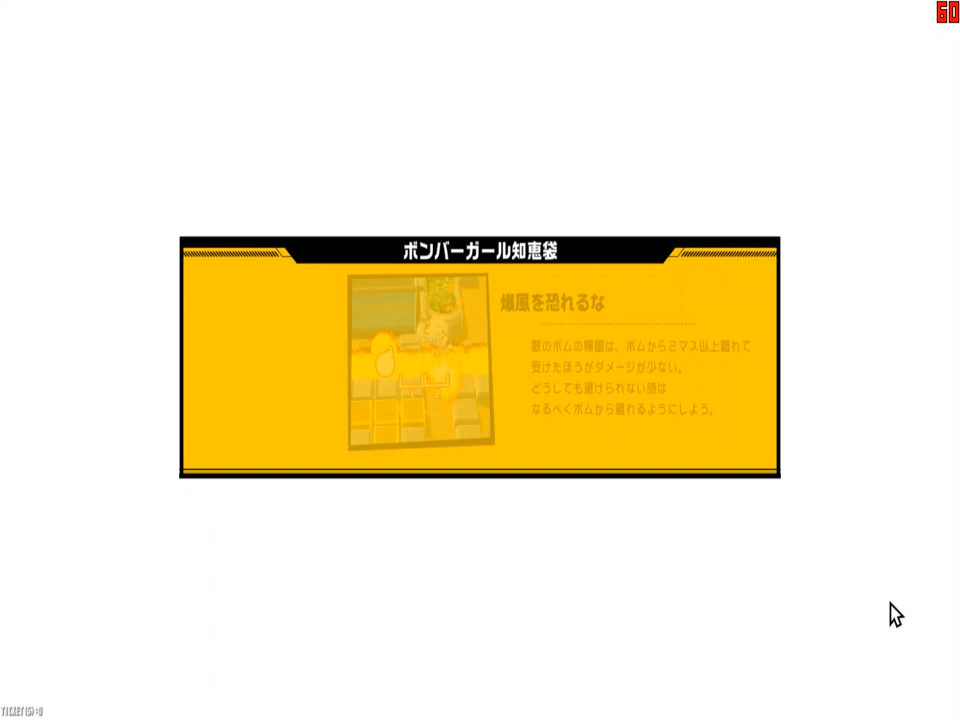 60
ボンバーガール知恵袋
爆風を恐れるな
敵のボムの爆風は、ボムから2マス以上離れて
受けたほうがダメージが少ない。
どうしても避けられない時は
なるべくボムから離れるようにしよう。
TICKET(S):0